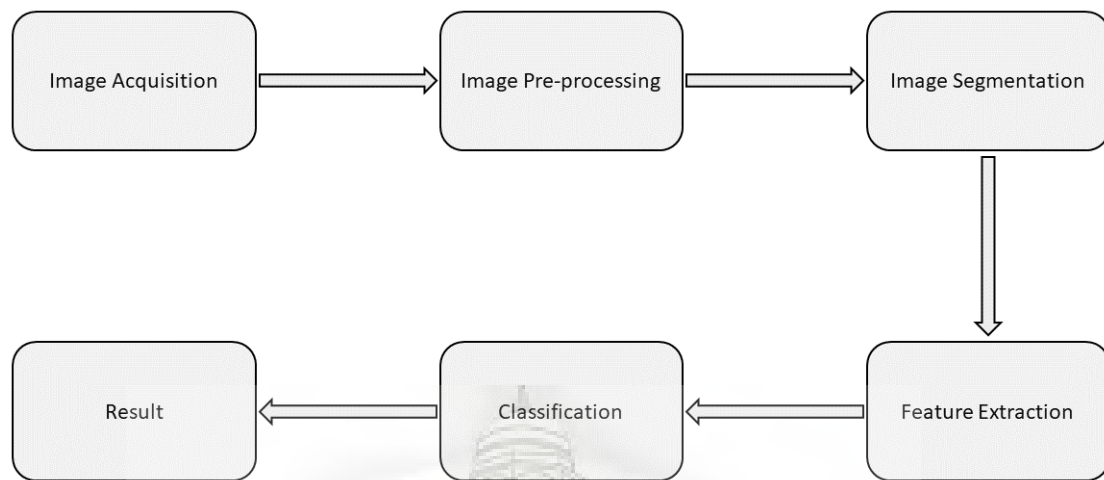 Image Acquisition
Image Pre-processing
Image Segmentation
Feature Extraction
Classification
Result